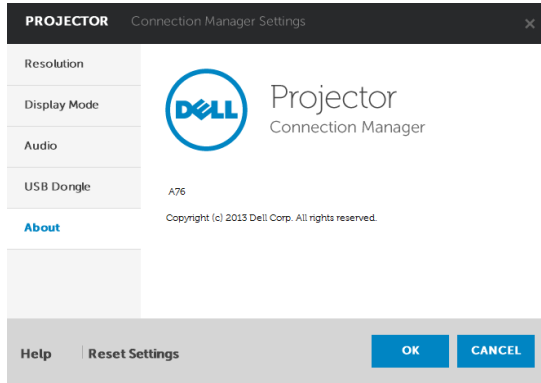 PROJECTOR Connection Manager Settings ×
Resolution
Display Mode
Audio
USB Dongle
About
DELL
Projector
Connection Manager
A76
Copyright (c) 2013 Dell Corp. All rights reserved.
Help Reset Settings OK CANCEL